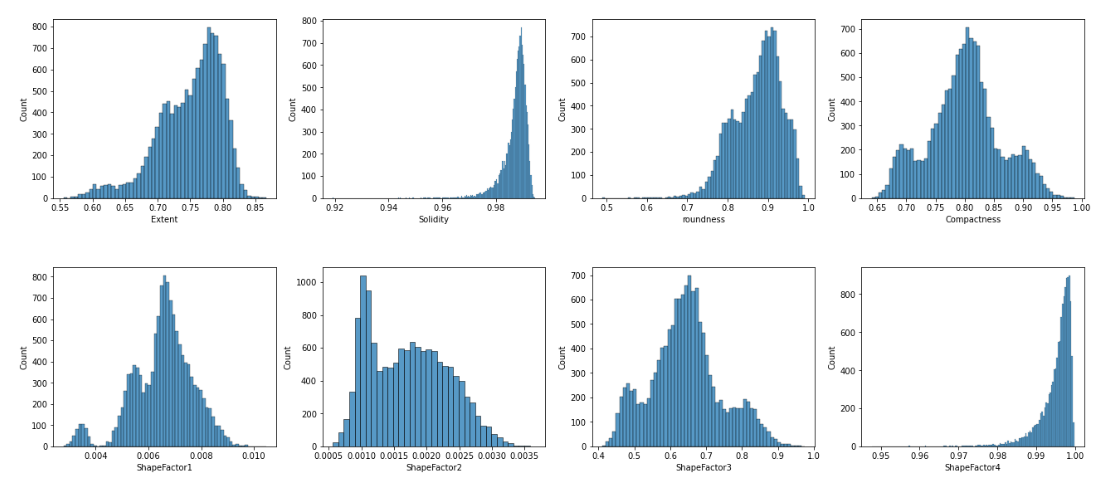 800
700
600
500
400
300
200
100
0
Count
0.55 0.60 0.65 0.70 0.75 0.80 0.85
Extent
800
700
600
500
400
300
200
100
0
Count
0.92 0.94 0.96 0.98
Solidity
700
600
500
400
300
200
100
0
Count
0.5 0.6 0.7 0.8 0.9 1.0
roundness
700
600
500
400
300
200
100
0
Count
0.65 0.70 0.75 0.80 0.85 0.90 0.95 1.00
Compactness
800
700
600
500
400
300
200
100
0
Count
0.004 0.006 0.008 0.010
ShapeFactor1
1000
800
600
400
200
0
Count
0.0005 0.0010 0.0015 0.0020 0.0025 0.0030 0.0035
ShapeFactor2
700
600
500
400
300
200
100
0
Count
0.4 0.5 0.6 0.7 0.8 0.9 1.0
ShapeFactor3
800
600
400
200
0
Count
0.95 0.96 0.97 0.98 0.99 1.00
ShapeFactor4